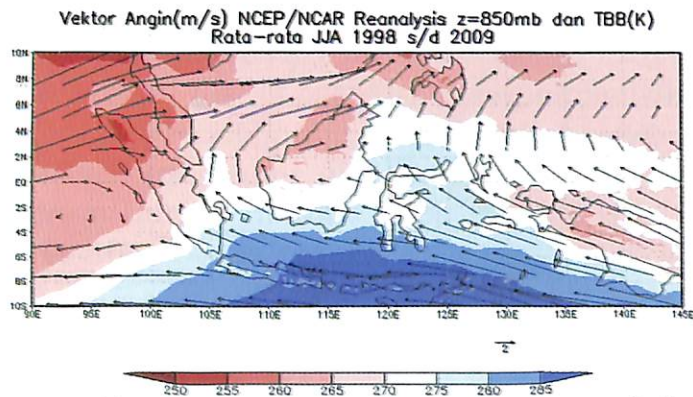 Vektor Angin(m/s) NCEP/NCAR Reanalysis z=850mb dan TBB(K)
Rata-rata JJA 1998 s/d 2009
10N
8N
6N
4N
2N
EQ
2S
4S
6S
8S
10S
90E 95E 100E 105E 110E 115E 120E 125E 130E 135E 140E 145E
2
250 255 260 265 270 275 280 285